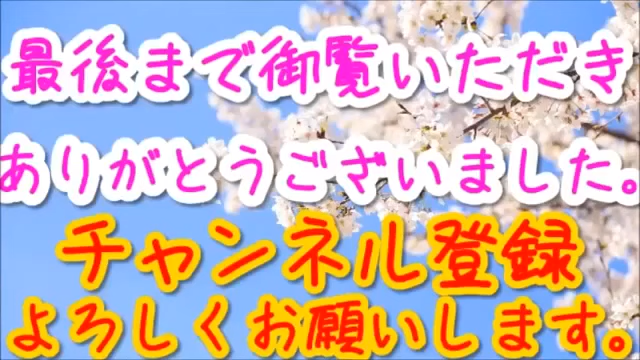 最後まで御覧いただき
ありがとうございました。
チャンネル登録
よろしくお願いします。